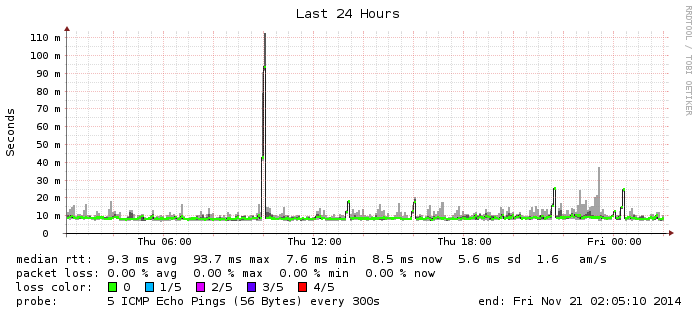 Last 24 Hours
RRDTOOL / TOBI OETIKER
Seconds
110 m
100 m
90 m
80 m
70 m
60 m
50 m
40 m
30 m
20 m
10 m
0
Thu 06:00 Thu 12:00 Thu 18:00 Fri 00:00
median rtt: 9.3 ms avg 93.7 ms max 7.6 ms min 8.5 ms now 5.6 ms sd 1.6 am/s
packet loss: 0.00 % avg 0.00 % max 0.00 % min 0.00 % now
loss color: 0 1/5 2/5 3/5 4/5
probe: 5 ICMP Echo Pings (56 Bytes) every 300s end: Fri Nov 21 02:05:10 2014